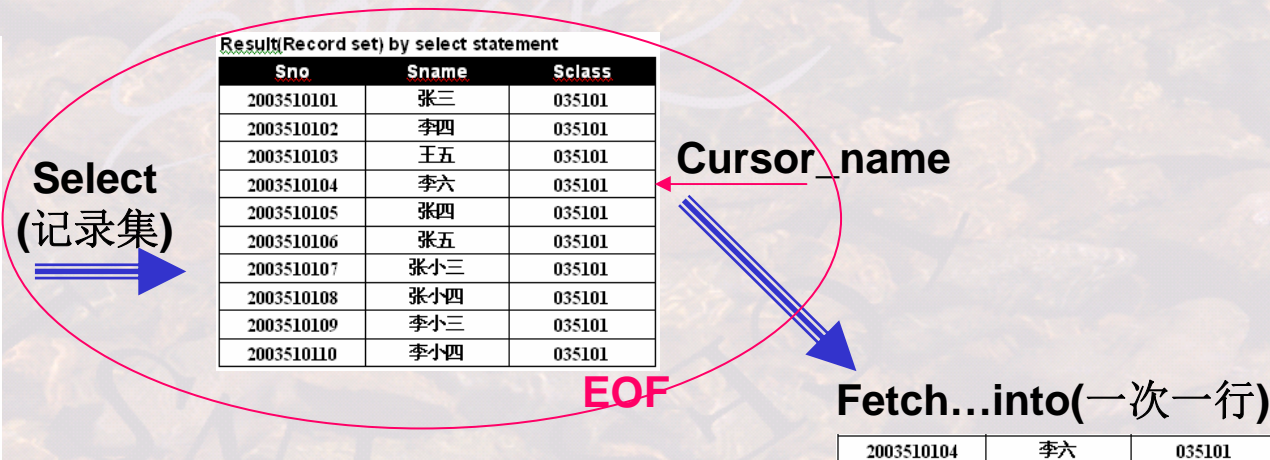 Result(Record set) by select statement
Sno Sname Sclass
2003510101 张三 035101
2003510102 李四 035101
2003510103 王五 035101
2003510104 李六 035101
2003510105 张四 035101
2003510106 张五 035101
2003510107 张小三 035101
2003510108 张小四 035101
2003510109 李小三 035101
2003510110 李小四 035101
Select
(记录集)
Cursor_name
EOF
Fetch…into(一次一行)
2003510104 李六 035101